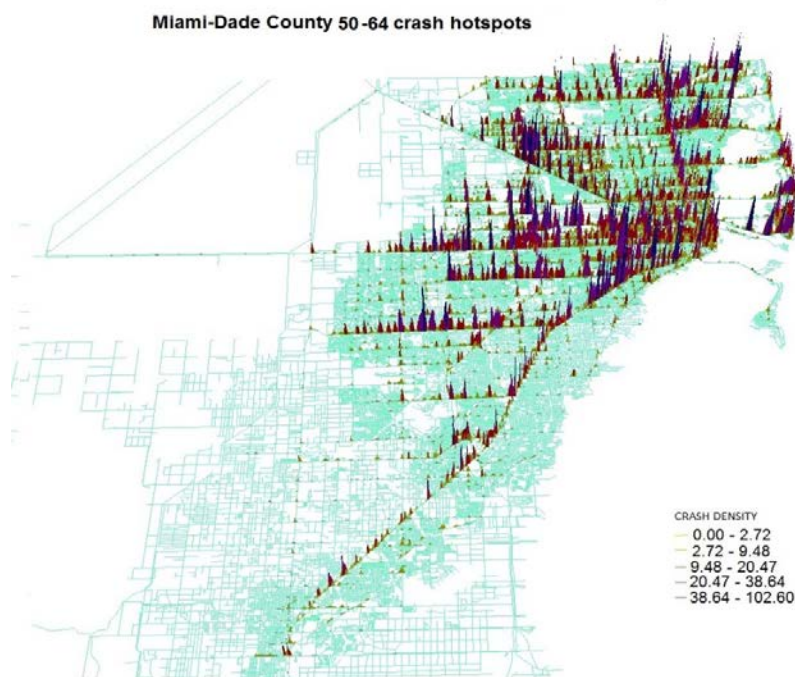 Miami-Dade County 50-64 crash hotspots
CRASH DENSITY
0.00 - 2.72
2.72 - 9.48
9.48 - 20.47
20.47 - 38.64
38.64 - 102.60